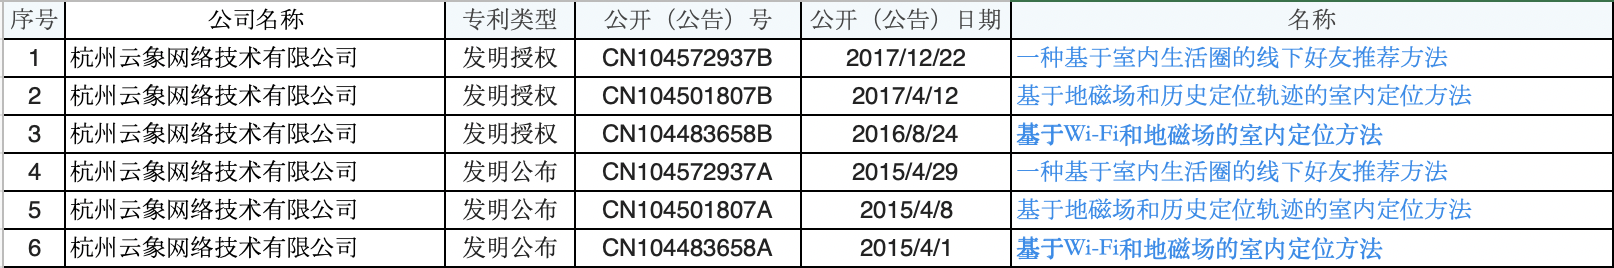 序号 公司名称 专利类型 公开（公告）号 公开（公告）日期 名称
1 杭州云象网络技术有限公司 发明授权 CN104572937B 2017/12/22 一种基于室内生活圈的线下好友推荐方法
2 杭州云象网络技术有限公司 发明授权 CN104501807B 2017/4/12 基于地磁场和历史定位轨迹的室内定位方法
3 杭州云象网络技术有限公司 发明授权 CN104483658B 2016/8/24 基于Wi-Fi和地磁场的室内定位方法
4 杭州云象网络技术有限公司 发明公布 CN104572937A 2015/4/29 一种基于室内生活圈的线下好友推荐方法
5 杭州云象网络技术有限公司 发明公布 CN104501807A 2015/4/8 基于地磁场和历史定位轨迹的室内定位方法
6 杭州云象网络技术有限公司 发明公布 CN104483658A 2015/4/1 基于Wi-Fi和地磁场的室内定位方法